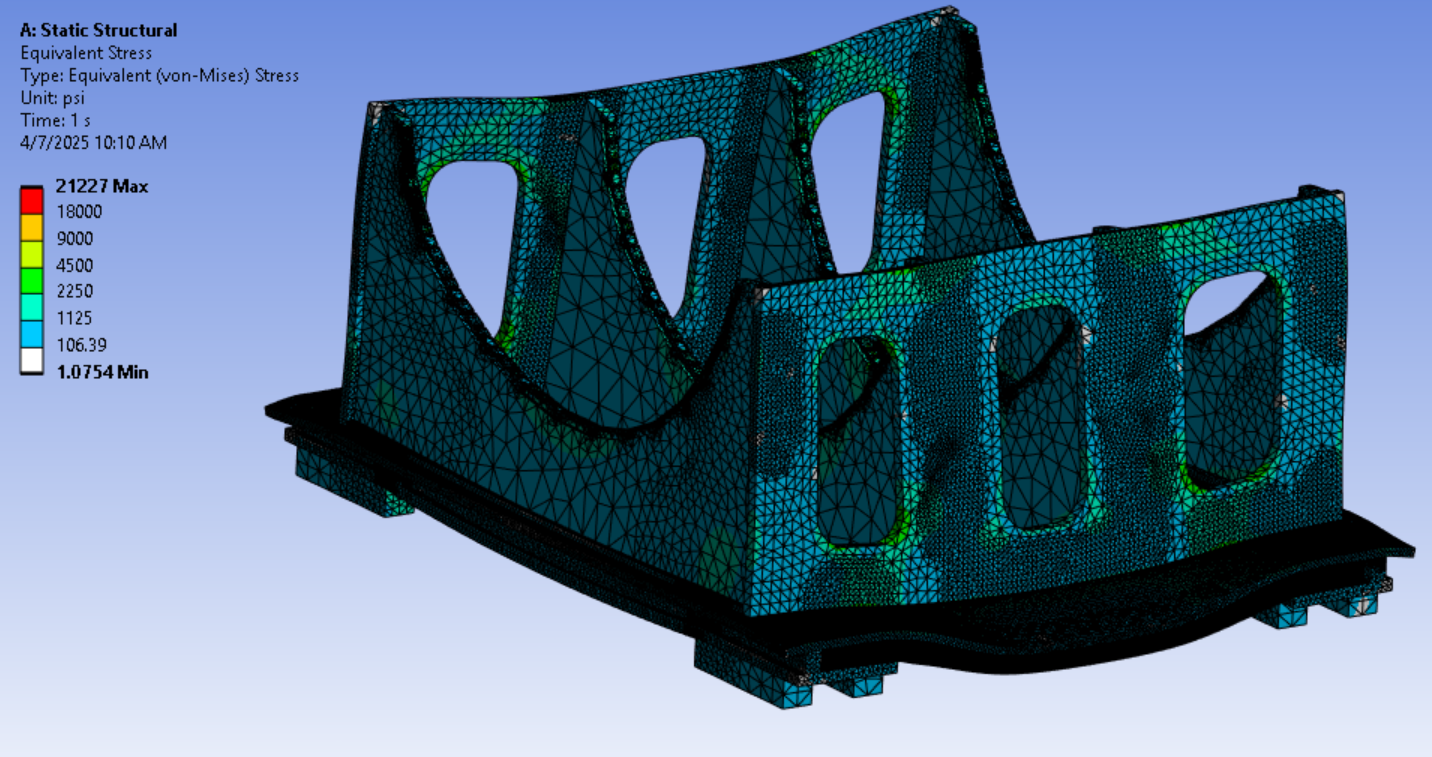 A: Static Structural
Equivalent Stress
Type: Equivalent (von-Mises) Stress
Unit: psi
Time: 1 s
4/7/2025 10:10 AM
21227 Max
18000
9000
4500
2250
1125
106.39
1.0754 Min